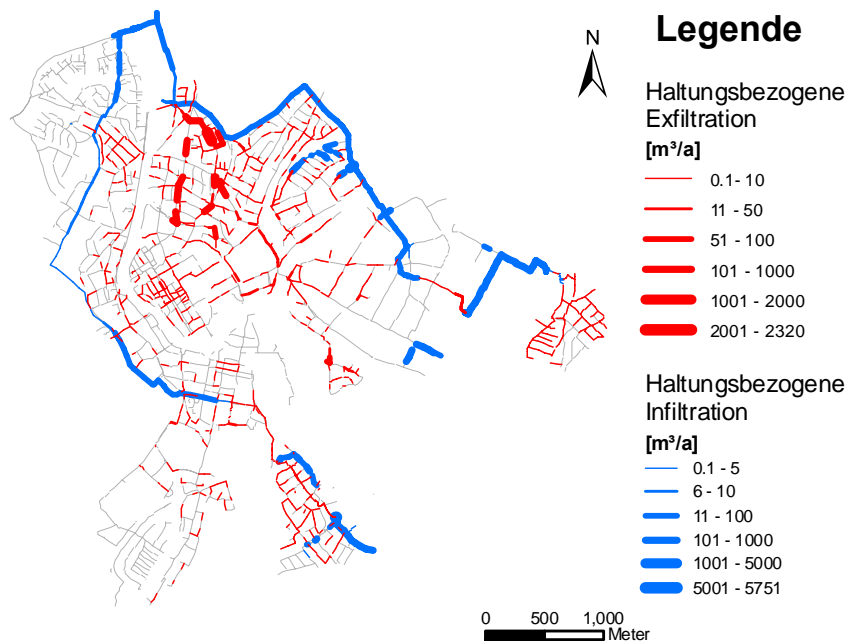 N
Legende
Haltungsbezogene
Exfiltration
[m³/a]
0.1 - 10
11 - 50
51 - 100
101 - 1000
1001 - 2000
2001 - 2320
Haltungsbezogene
Infiltration
[m³/a]
0.1 - 5
6 - 10
11 - 100
101 - 1000
1001 - 5000
5001 - 5751
0 500 1,000
Meter